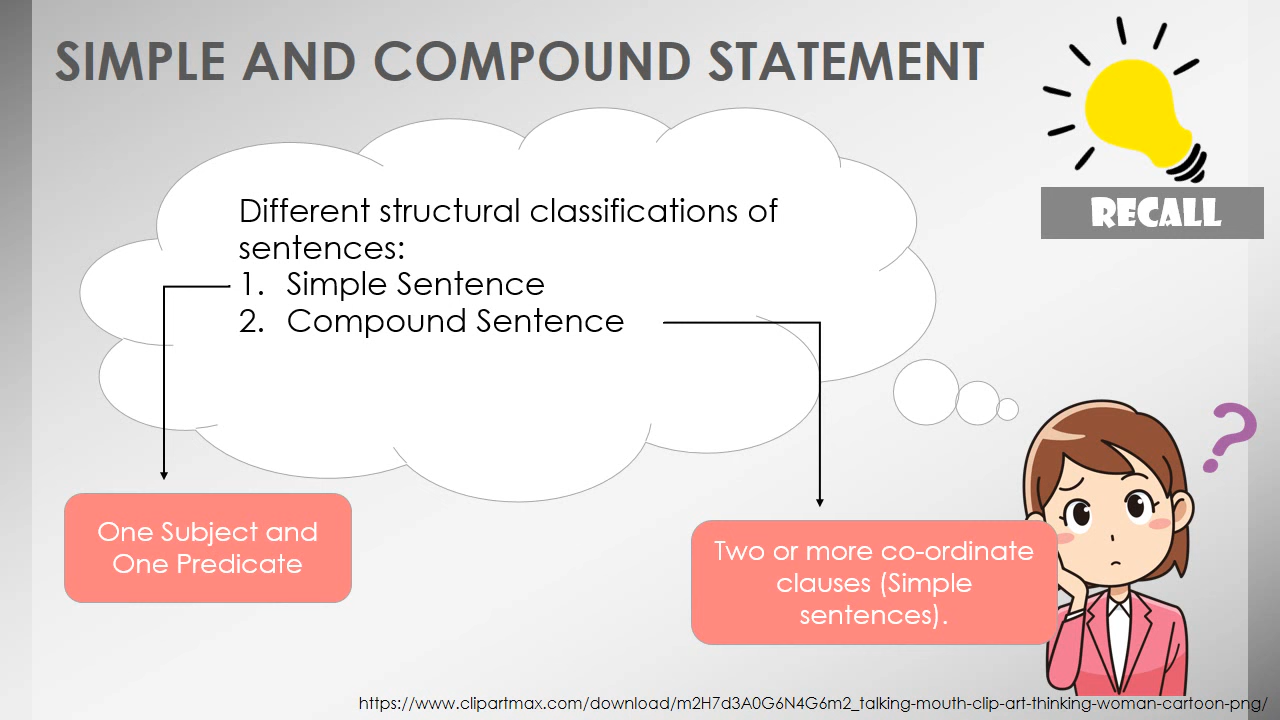 SIMPLE AND COMPOUND STATEMENT
RECALL
Different structural classifications of
sentences:
1. Simple Sentence
2. Compound Sentence
One Subject and
One Predicate
Two or more co-ordinate
clauses (Simple
sentences).
?
https://www.clipartmax.com/download/m2H7d3A0G6N4G6m2_talking-mouth-clip-art-thinking-woman-cartoon-png/